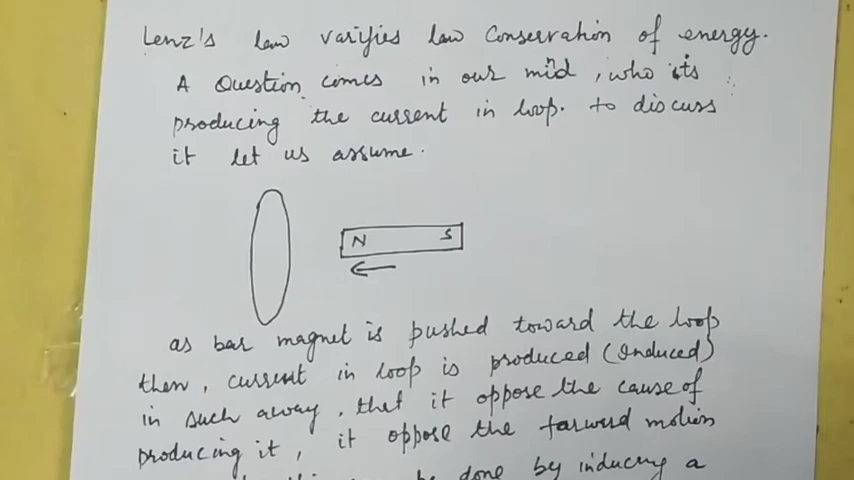 Lenz's law varifies law Conservation of energy.
A Question comes in our mind, who is
producing the current in loop. to discuss
it let us assume.
N S
as bar magnet is pushed toward the loop
then, current in loop is produced (Induced)
in such away, that it oppose the cause of
producing it, it oppose the forward motion
be done by inducing a